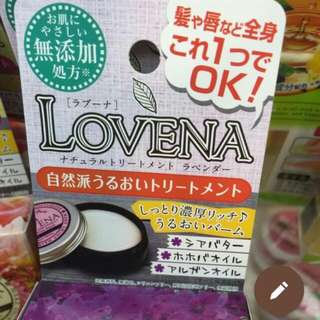 お肌に
やさしい
無添加
処方※
髪や唇など全身
これ1つで
OK!
[ラブーナ]
LOVENA
ナチュラルトリートメント ラベンダー
自然派うるおいトリートメント
しっとり濃厚リッチ♪
うるおいバーム
シアバター
ホホバオイル
アルガンオイル